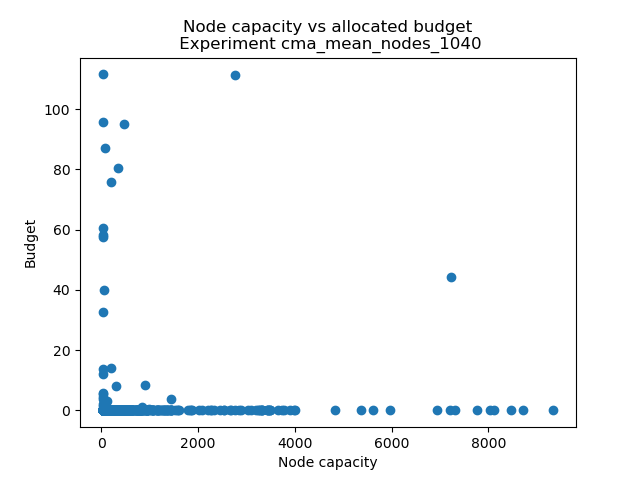 Node capacity vs allocated budget
Experiment cma_mean_nodes_1040
Budget
100
80
60
40
20
0
0 2000 4000 6000 8000
Node capacity